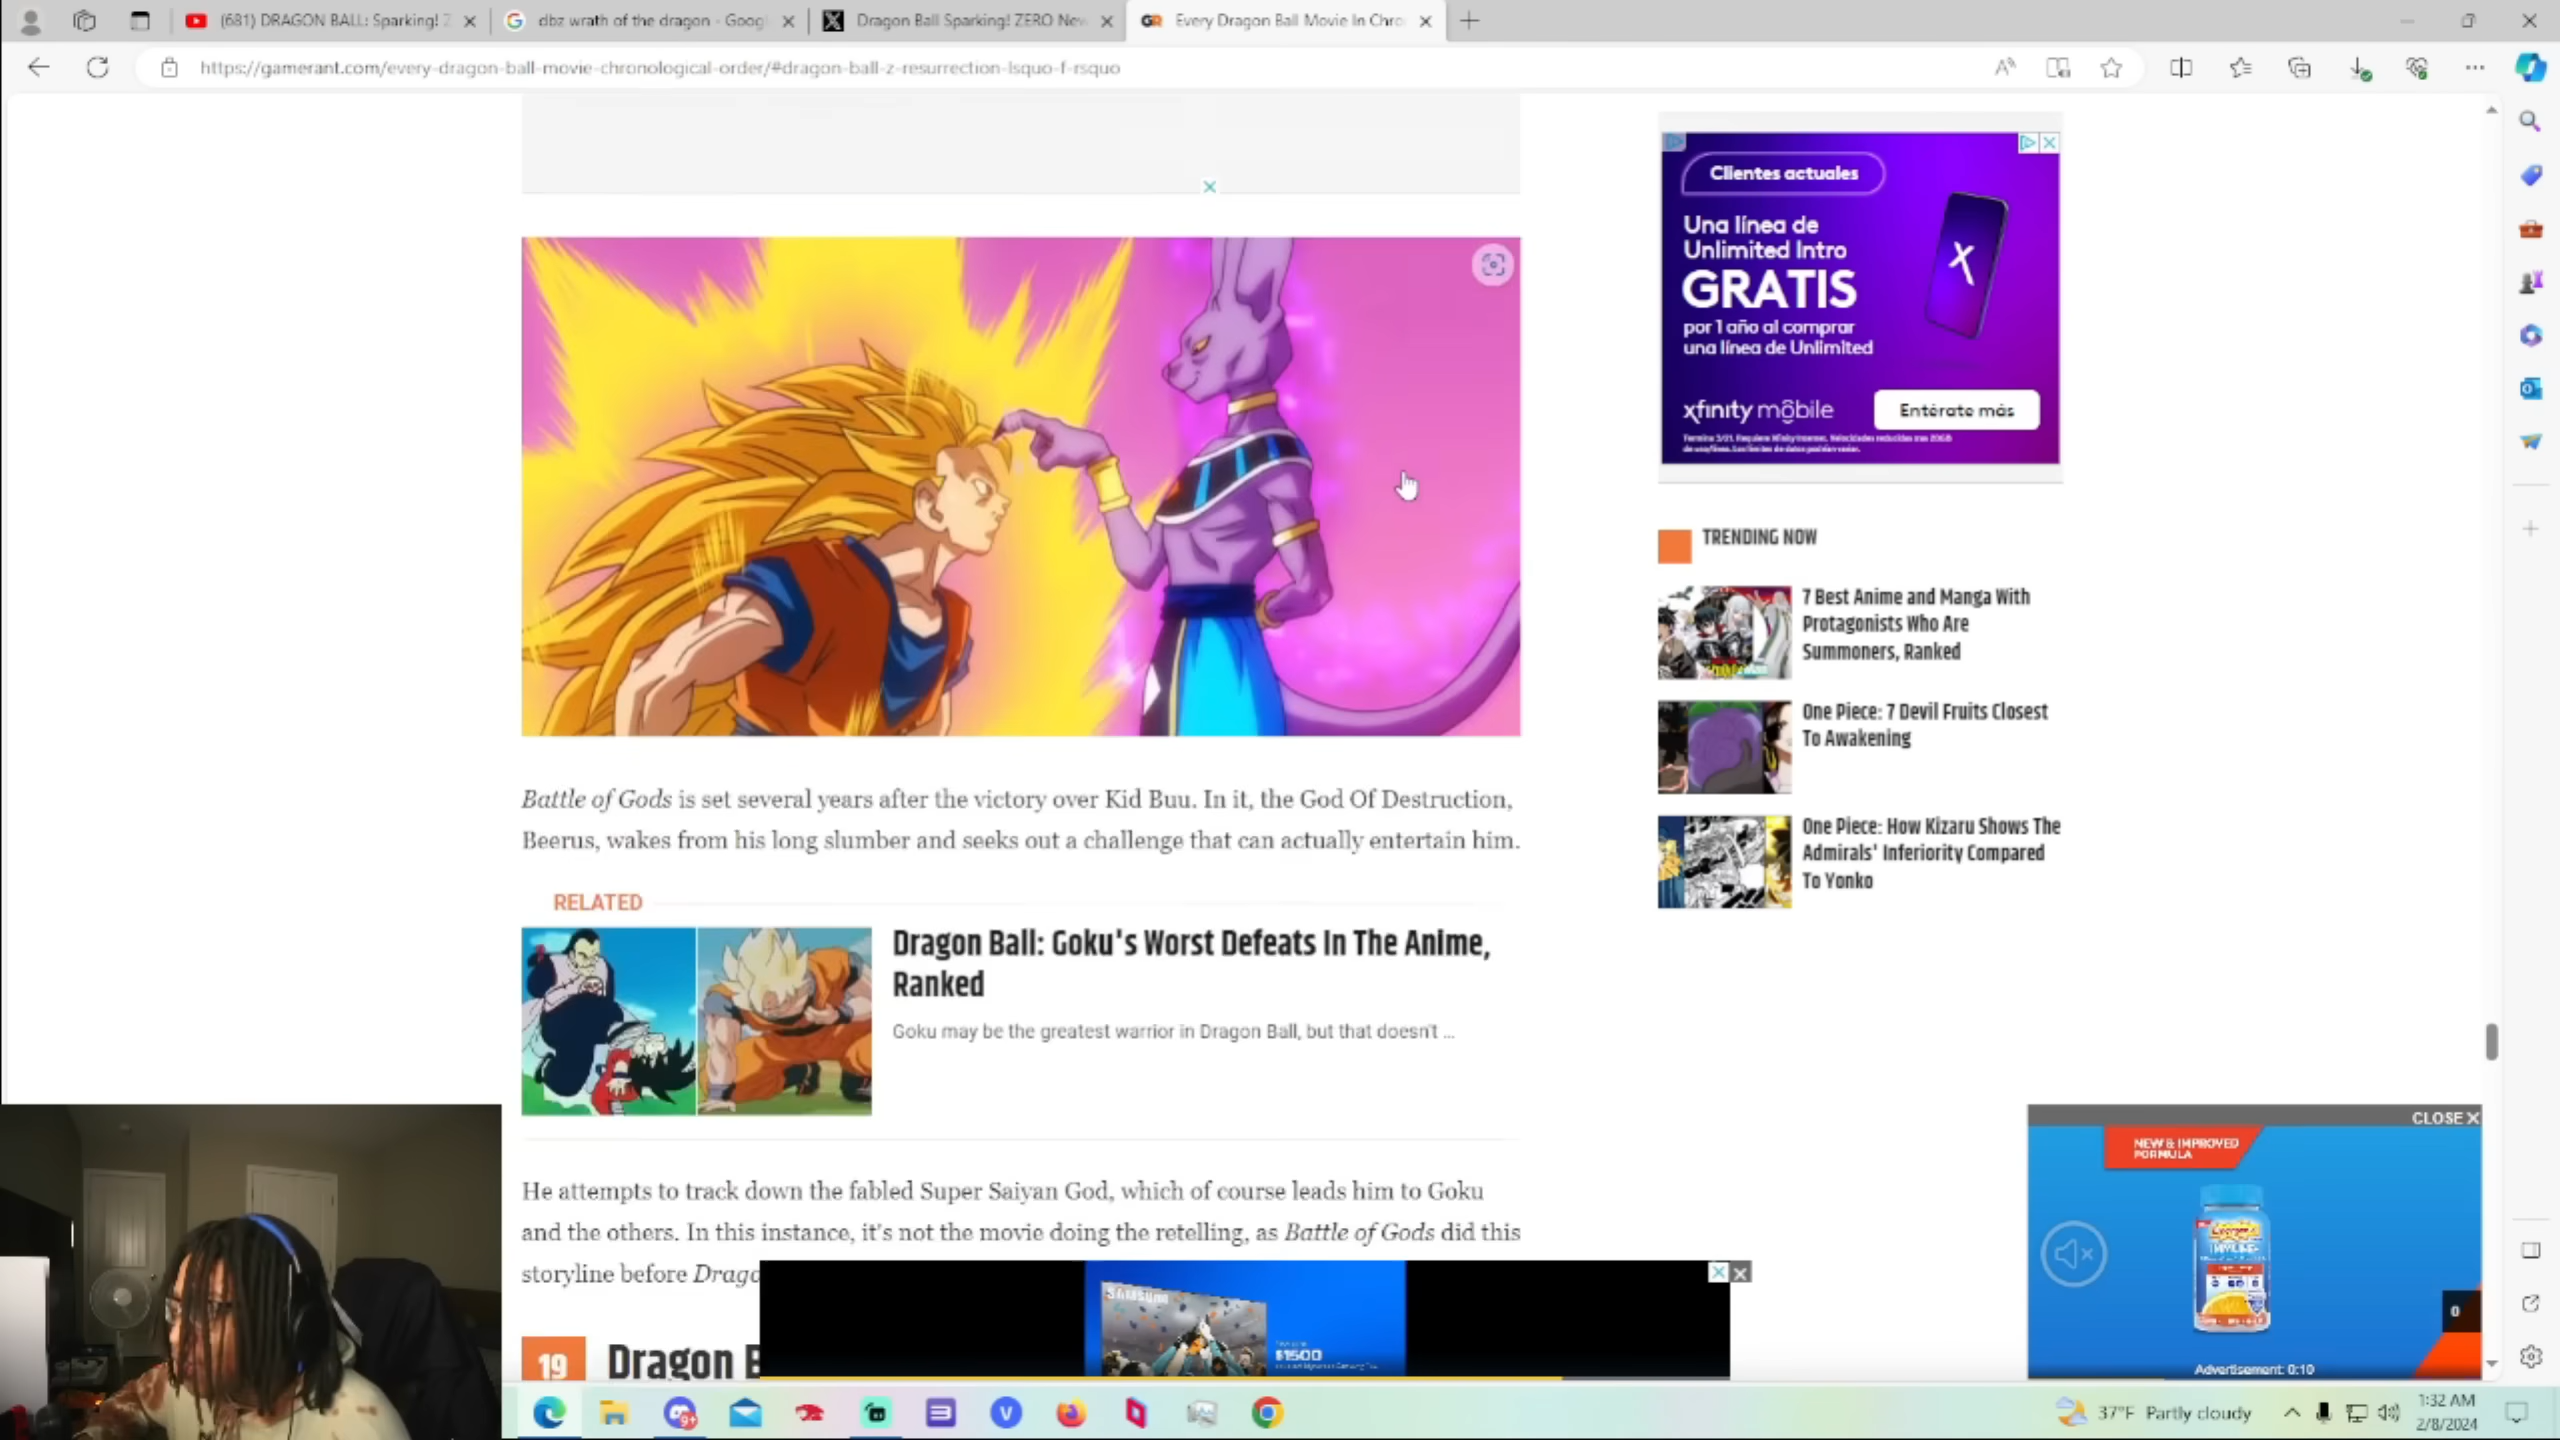 (681) DRAGON BALL: Sparking! Z
dbz wrath of the dragon - Goog
Dragon Ball Sparking! ZERO New
GR
Every Dragon Ball Movie In Chro
https://gamerant.com/every-dragon-ball-movie-chronological-order/#dragon-ball-z-resurrection-lsquo-f-rsquo
Clientes actuales
Una línea de
Unlimited Intro
GRATIS
por 1 año al comprar
una línea de Unlimited
X
xfinity mobile
Entérate más
TRENDING NOW
7 Best Anime and Manga With
Protagonists Who Are
Summoners, Ranked
One Piece: 7 Devil Fruits Closest
To Awakening
One Piece: How Kizaru Shows The
Admirals' Inferiority Compared
To Yonko
Battle of Gods is set several years after the victory over Kid Buu. In it, the God Of Destruction,
Beerus, wakes from his long slumber and seeks out a challenge that can actually entertain him.
RELATED
Dragon Ball: Goku's Worst Defeats In The Anime,
Ranked
Goku may be the greatest warrior in Dragon Ball, but that doesn't ...
He attempts to track down the fabled Super Saiyan God, which of course leads him to Goku
and the others. In this instance, it's not the movie doing the retelling, as Battle of Gods did this
storyline before Drago
19
Dragon B
SAMSUNG
$1500
CLOSE X
NEW & IMPROVED
FORMULA
IMMUNE+
0
Advertisement: 0:10
9+
37°F Partly cloudy
1:32 AM
2/8/2024